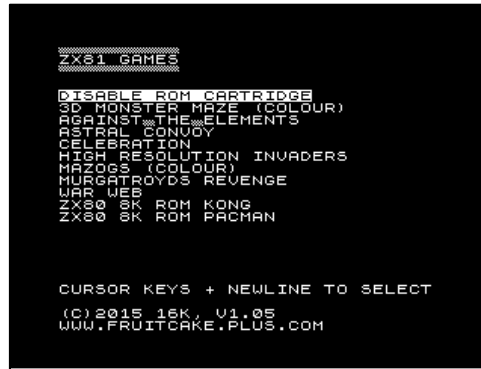 ZX81 GAMES
DISABLE ROM CARTRIDGE
3D MONSTER MAZE (COLOUR)
AGAINST THE ELEMENTS
ASTRAL CONVOY
CELEBRATION
HIGH RESOLUTION INVADERS
MAZOGS (COLOUR)
MURGATROYDS REVENGE
WAR WEB
ZX80 8K ROM KONG
ZX80 8K ROM PACMAN
CURSOR KEYS + NEWLINE TO SELECT
(C)2015 16K, V1.05
WWW.FRUITCAKE.PLUS.COM